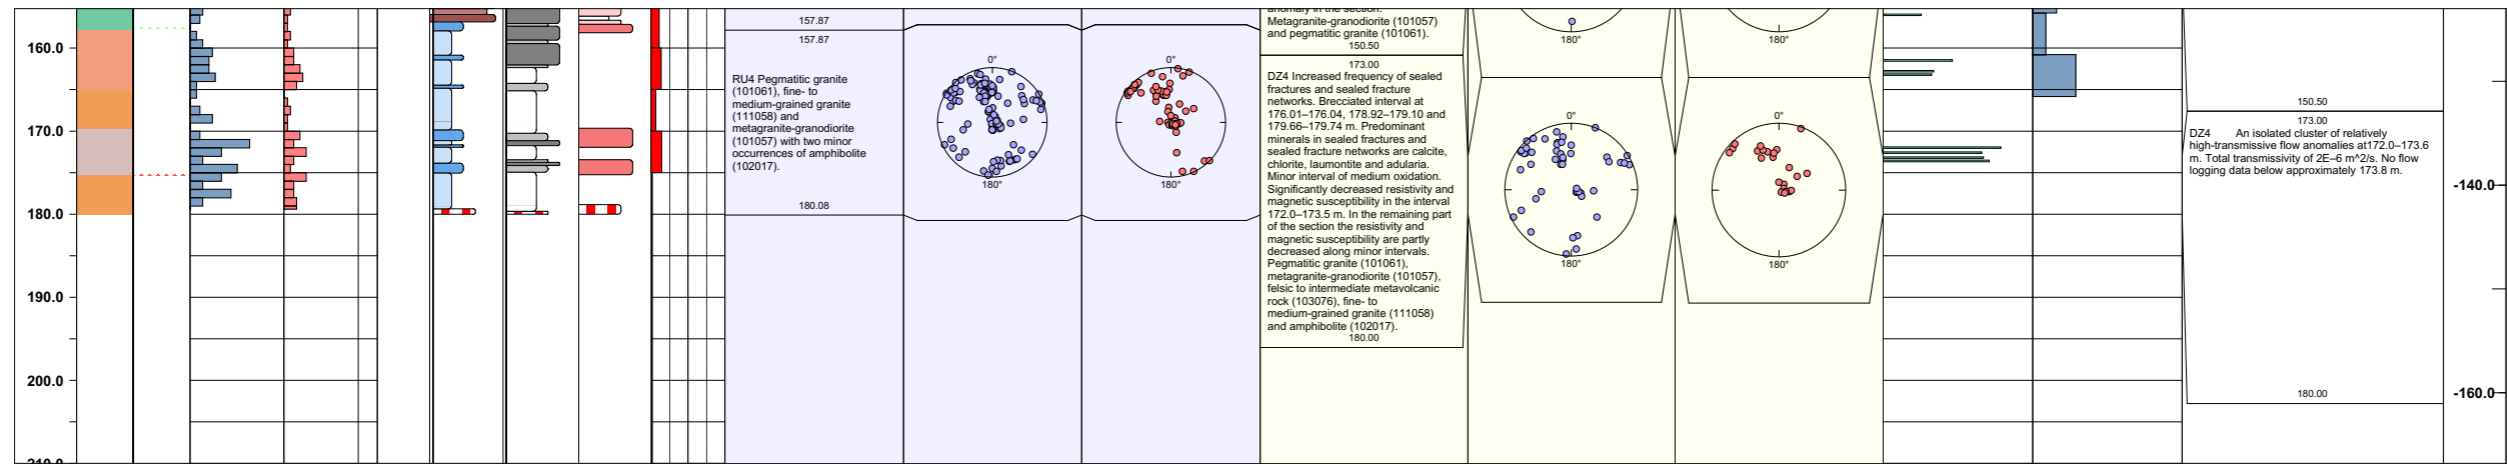 160.0
170.0
180.0
190.0
200.0
210.0
157.87
157.87
RU4 Pegmatitic granite
(101061), fine- to
medium-grained granite
(111058) and
metagranite-granodiorite
(101057) with two minor
occurrences of amphibolite
(102017).
180.08
0°
180°
0°
180°
anomaly in the section.
Metagranite-granodiorite (101057)
and pegmatitic granite (101061).
150.50
173.00
DZ4 Increased frequency of sealed
fractures and sealed fracture
networks. Brecciated interval at
176.01–176.04, 178.92–179.10 and
179.66–179.74 m. Predominant
minerals in sealed fractures and
sealed fracture networks are calcite,
chlorite, laumontite and adularia.
Minor interval of medium oxidation.
Significantly decreased resistivity and
magnetic susceptibility in the interval
172.0–173.5 m. In the remaining part
of the section the resistivity and
magnetic susceptibility are partly
decreased along minor intervals.
Pegmatitic granite (101061),
metagranite-granodiorite (101057),
felsic to intermediate metavolcanic
rock (103076), fine- to
medium-grained granite (111058)
and amphibolite (102017).
180.00
180°
0°
180°
180°
0°
180°
150.50
173.00
DZ4 An isolated cluster of relatively
high-transmissive flow anomalies at172.0–173.6
m. Total transmissivity of 2E–6 m^2/s. No flow
logging data below approximately 173.8 m.
180.00
-140.0
-160.0